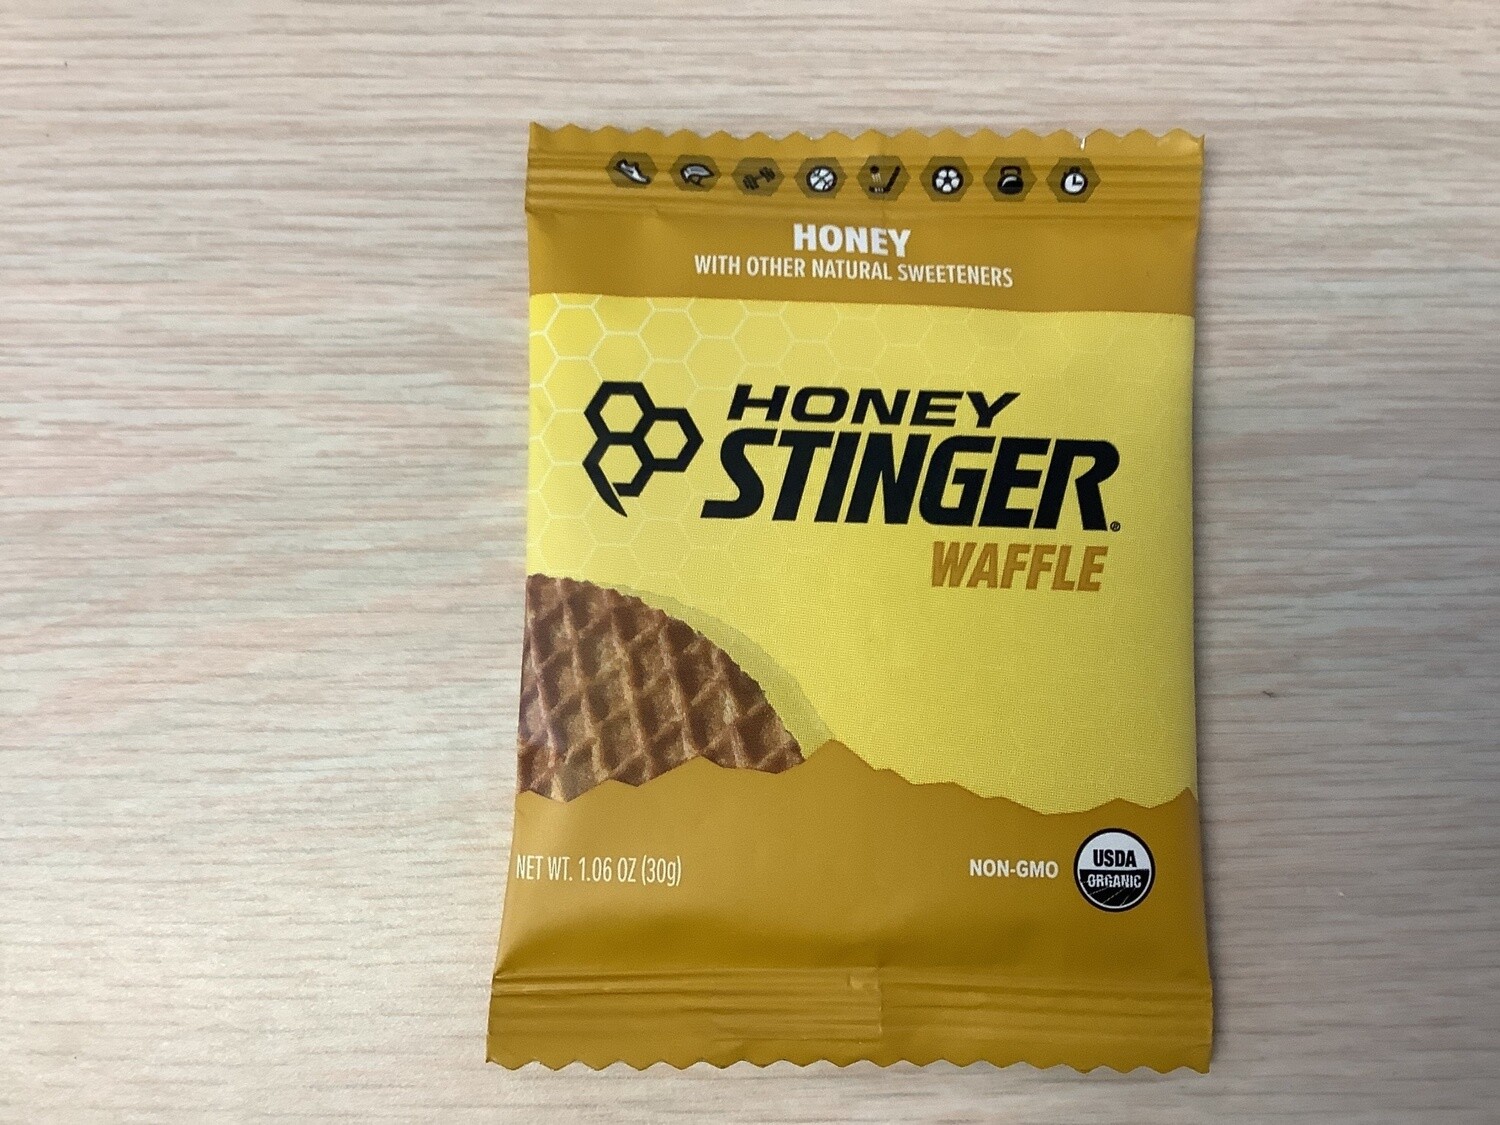 HONEY
WITH OTHER NATURAL SWEETENERS
HONEY
STINGER®
WAFFLE
NET WT. 1.06 OZ (30g)
NON-GMO
USDA
ORGANIC